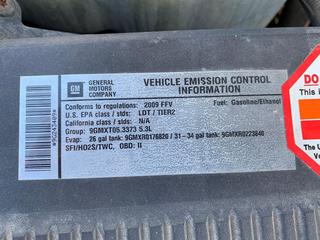 GM
GENERAL
MOTORS
COMPANY
VEHICLE EMISSION CONTROL
INFORMATION
Conforms to regulations: 2009 FFV Fuel: Gasoline/Ethanol
U.S. EPA class / stds: LDT / TIER2
California class / stds: N/A
Group: 9GMXT05.3373 5.3L
Evap: 26 gal tank: 9GMXR0176820 / 31 - 34 gal tank: 9GMXR0223840
SFI/HO2S/TWC, OBD: II
DO
This